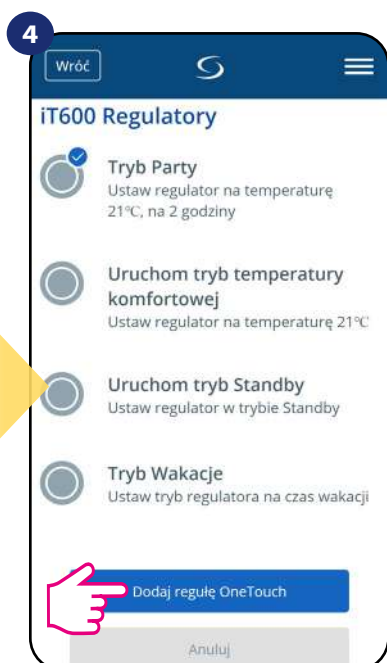 4
Wróć
iT600 Regulatory
Tryb Party
Ustaw regulator na temperaturę
21°C, na 2 godziny
Uruchom tryb temperatury
komfortowej
Ustaw regulator na temperaturę 21°C
Uruchom tryb Standby
Ustaw regulator w trybie Standby
Tryb Wakacje
Ustaw tryb regulatora na czas wakacji
Dodaj regułę OneTouch
Anuluj